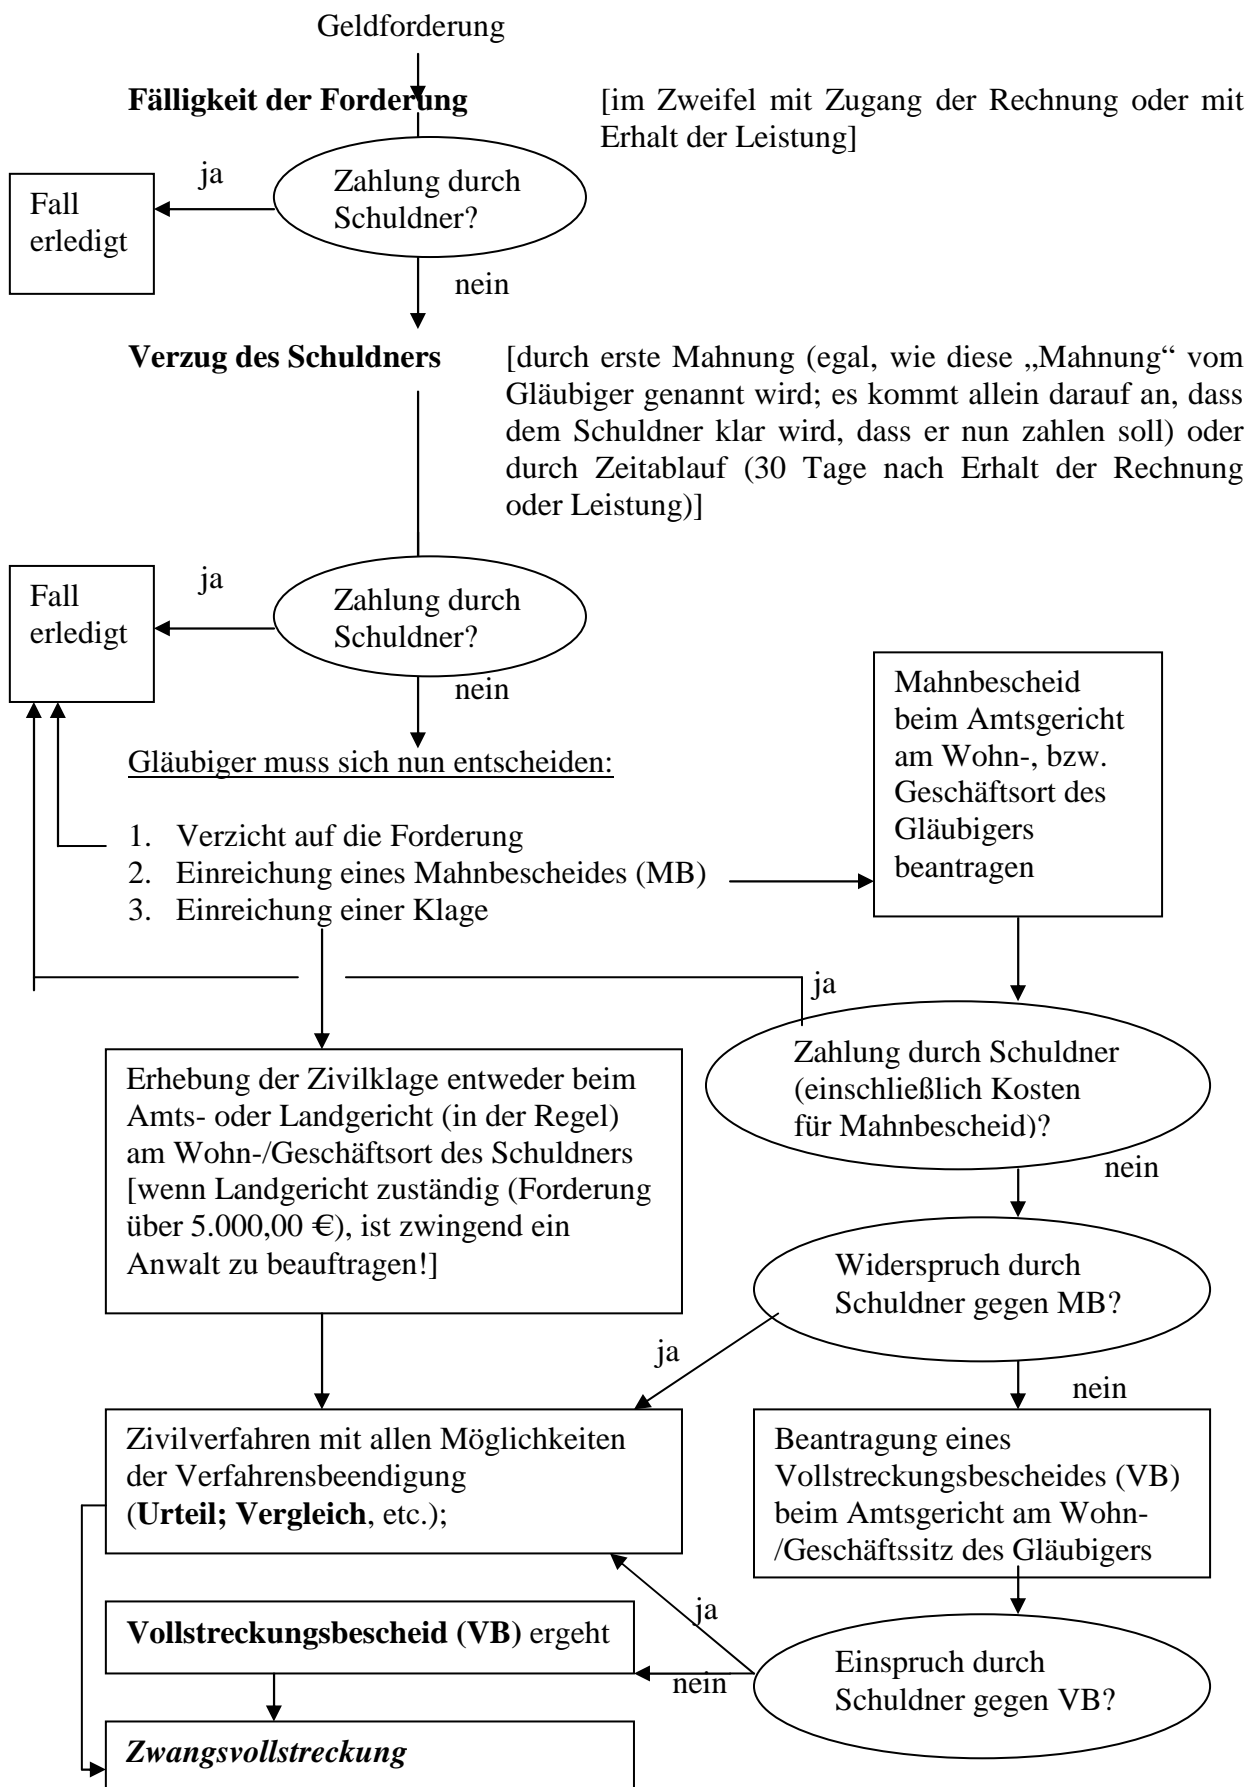 Geldforderung
Fälligkeit der Forderung
[im Zweifel mit Zugang der Rechnung oder mit
Erhalt der Leistung]
ja
Zahlung durch
Schuldner?
Fall
erledigt
nein
Verzug des Schuldners
[durch erste Mahnung (egal, wie diese „Mahnung“ vom
Gläubiger genannt wird; es kommt allein darauf an, dass
dem Schuldner klar wird, dass er nun zahlen soll) oder
durch Zeitablauf (30 Tage nach Erhalt der Rechnung
oder Leistung)]
ja
Zahlung durch
Schuldner?
Fall
erledigt
nein
Gläubiger muss sich nun entscheiden:
1. Verzicht auf die Forderung
2. Einreichung eines Mahnbescheides (MB)
3. Einreichung einer Klage
Mahnbescheid
beim Amtsgericht
am Wohn-, bzw.
Geschäftsort des
Gläubigers
beantragen
ja
Zahlung durch Schuldner
(einschließlich Kosten
für Mahnbescheid)?
nein
Erhebung der Zivilklage entweder beim
Amts- oder Landgericht (in der Regel)
am Wohn-/Geschäftsort des Schuldners
[wenn Landgericht zuständig (Forderung
über 5.000,00 €), ist zwingend ein
Anwalt zu beauftragen!]
Widerspruch durch
Schuldner gegen MB?
ja
nein
Zivilverfahren mit allen Möglichkeiten
der Verfahrensbeendigung
(Urteil; Vergleich, etc.);
Beantragung eines
Vollstreckungsbescheides (VB)
beim Amtsgericht am Wohn-
/Geschäftssitz des Gläubigers
ja
Vollstreckungsbescheid (VB) ergeht
nein
Einspruch durch
Schuldner gegen VB?
Zwangsvollstreckung